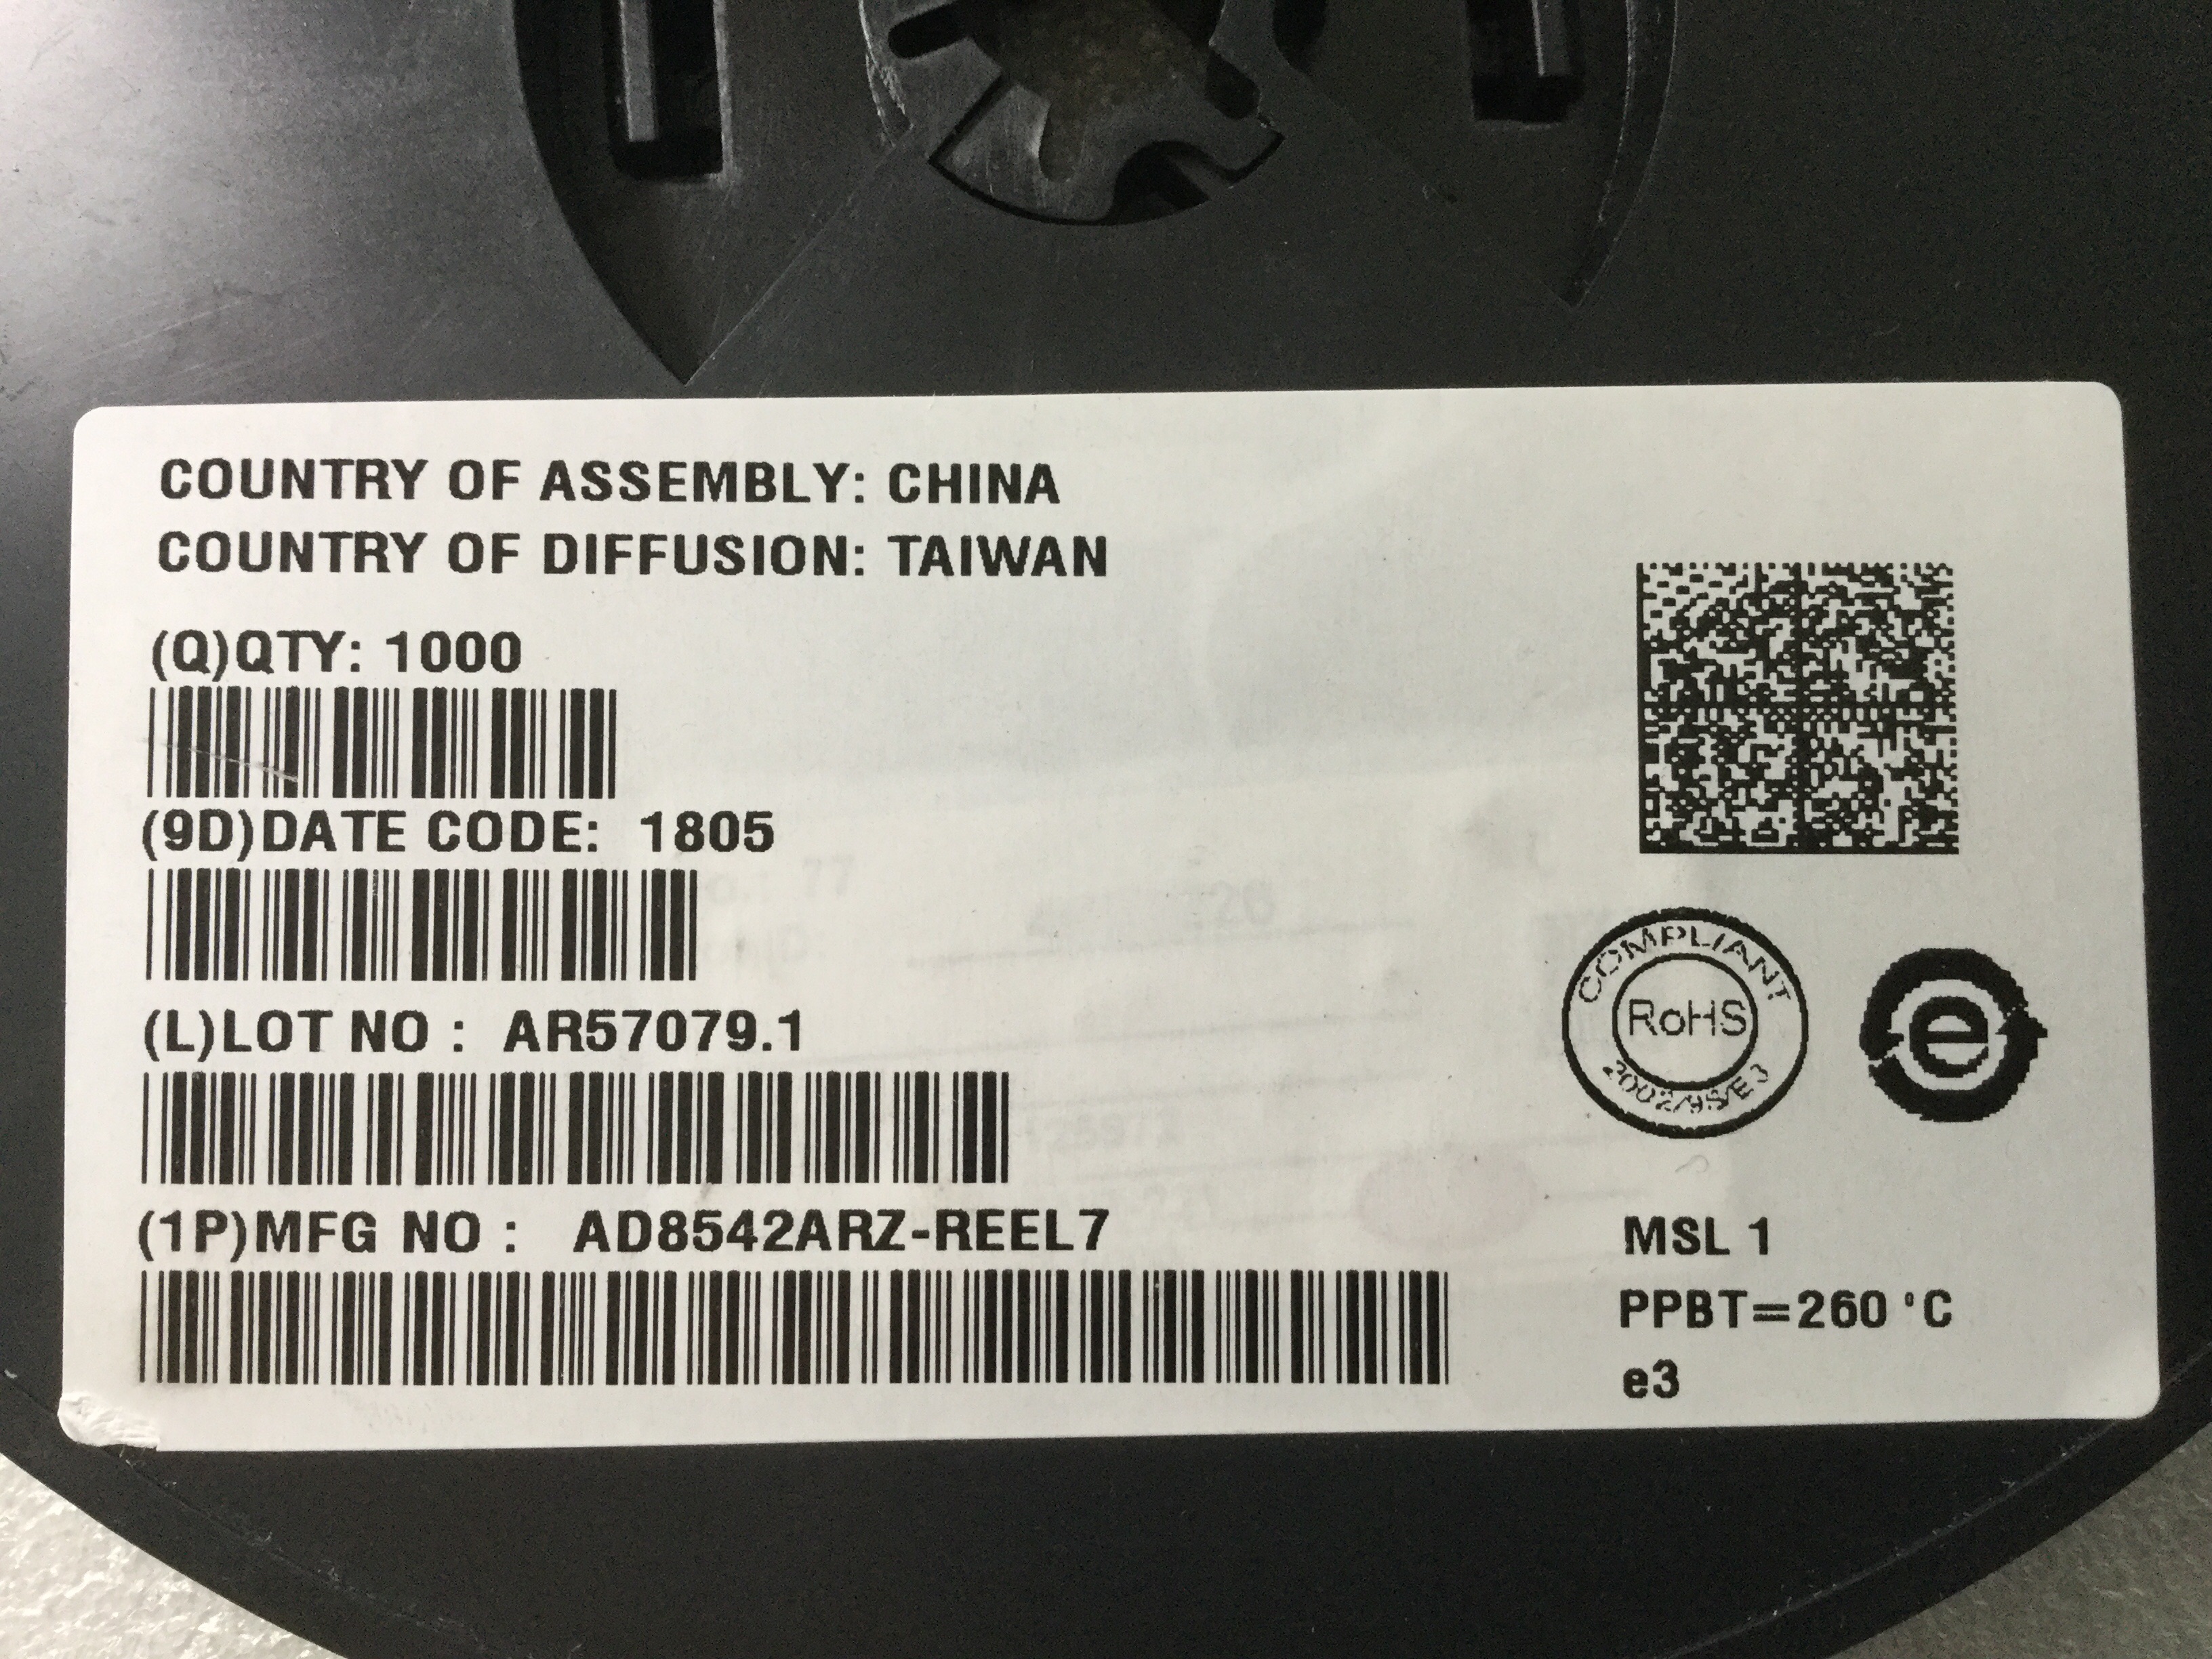 COUNTRY OF ASSEMBLY: CHINA
COUNTRY OF DIFFUSION: TAIWAN
(Q)QTY: 1000
(9D)DATE CODE: 1805
(L)LOT NO : AR57079.1
(1P)MFG NO : AD8542ARZ-REEL7
COMPLIANT
RoHS
2002/95/E3
e
MSL 1
PPBT=260 °C
e3